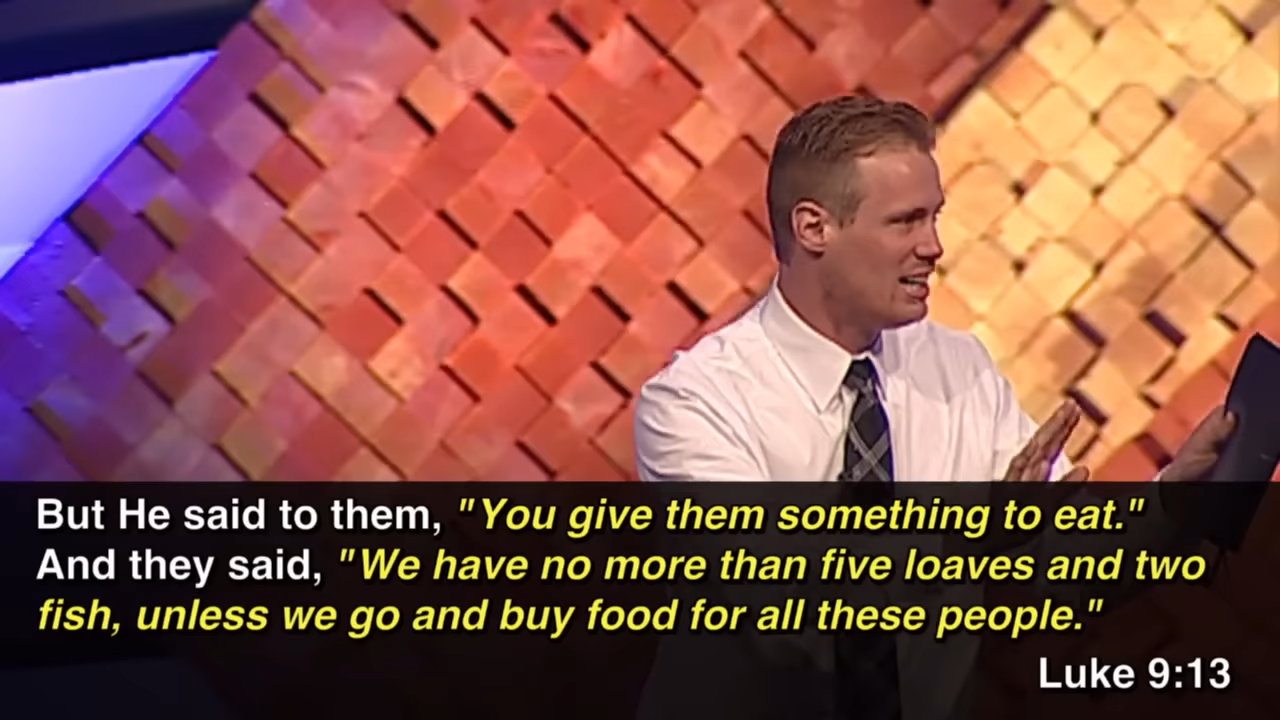 But He said to them, "You give them something to eat."
And they said, "We have no more than five loaves and two
fish, unless we go and buy food for all these people."
Luke 9:13